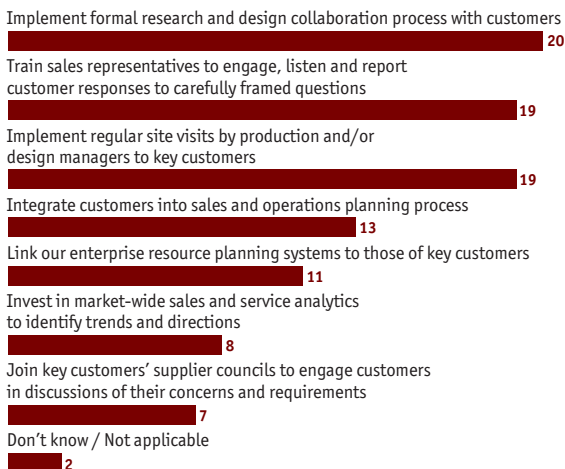 Implement formal research and design collaboration process with customers
20
Train sales representatives to engage, listen and report
customer responses to carefully framed questions
19
Implement regular site visits by production and/or
design managers to key customers
19
Integrate customers into sales and operations planning process
13
Link our enterprise resource planning systems to those of key customers
11
Invest in market-wide sales and service analytics
to identify trends and directions
8
Join key customers’ supplier councils to engage customers
in discussions of their concerns and requirements
7
Don’t know / Not applicable
2